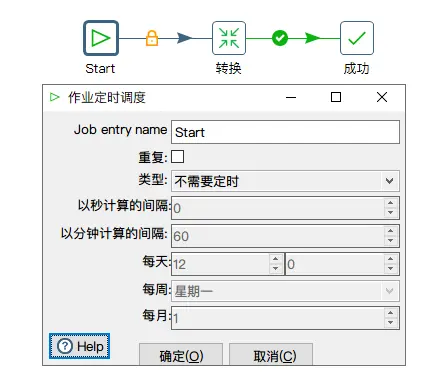 Start
转换
成功
作业定时调度
Job entry name Start
重复:
类型: 不需要定时
以秒计算的间隔: 0
以分钟计算的间隔: 60
每天: 12 0
每周: 星期一
每月: 1
Help
确定(O) 取消(C)